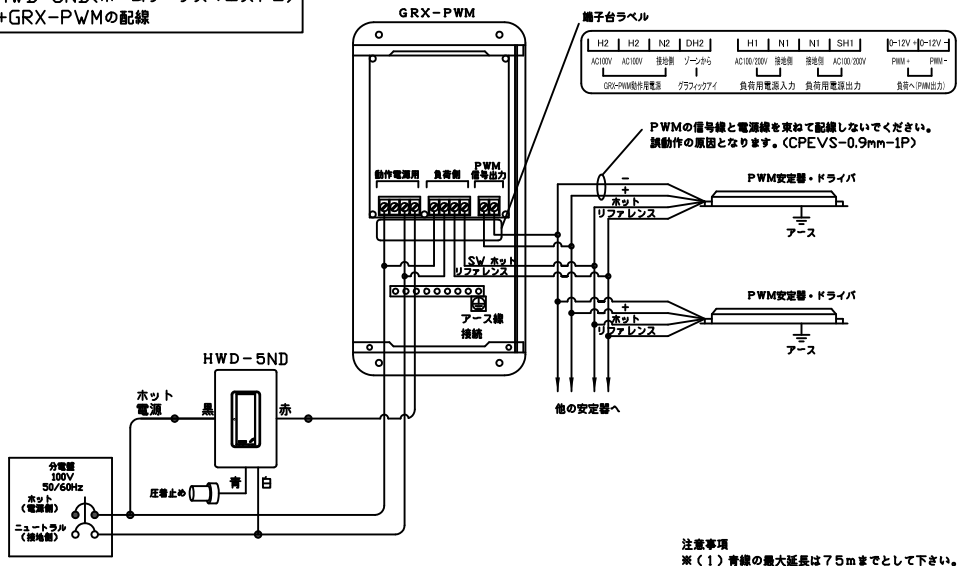 +GRX-PWMの配線
GRX-PWM
端子台ラベル
H2 H2 N2 DH2 H1 N1 N1 SH1 0-12V + 0-12V -
AC100V AC100V 接地側 ゾーンから AC100/200V 接地側 接地側 AC100/200V PWM + PWM -
GRX-PWM動作用電源 グラフィックアイ 負荷用電源入力 負荷用電源出力 負荷へ(PWM出力)
PWMの信号線と電源線を束ねて配線しないでください。
誤動作の原因となります。(CPEVS-0.9mm-1P)
動作電源用 負荷側 PWM
信号出力
-
+
ホット
リファレンス
PWM安定器・ドライバ
アース
SW ホット
リファレンス
アース線
接続
-
+
ホット
リファレンス
PWM安定器・ドライバ
アース
他の安定器へ
HWD-5ND
ホット
電源
黒 赤
青 白
圧着止め
分電盤
100V
50/60Hz
ホット
(電源側)
ニュートラル
(接地側)
注意事項
※(1)青線の最大延長は75mまでとして下さい。